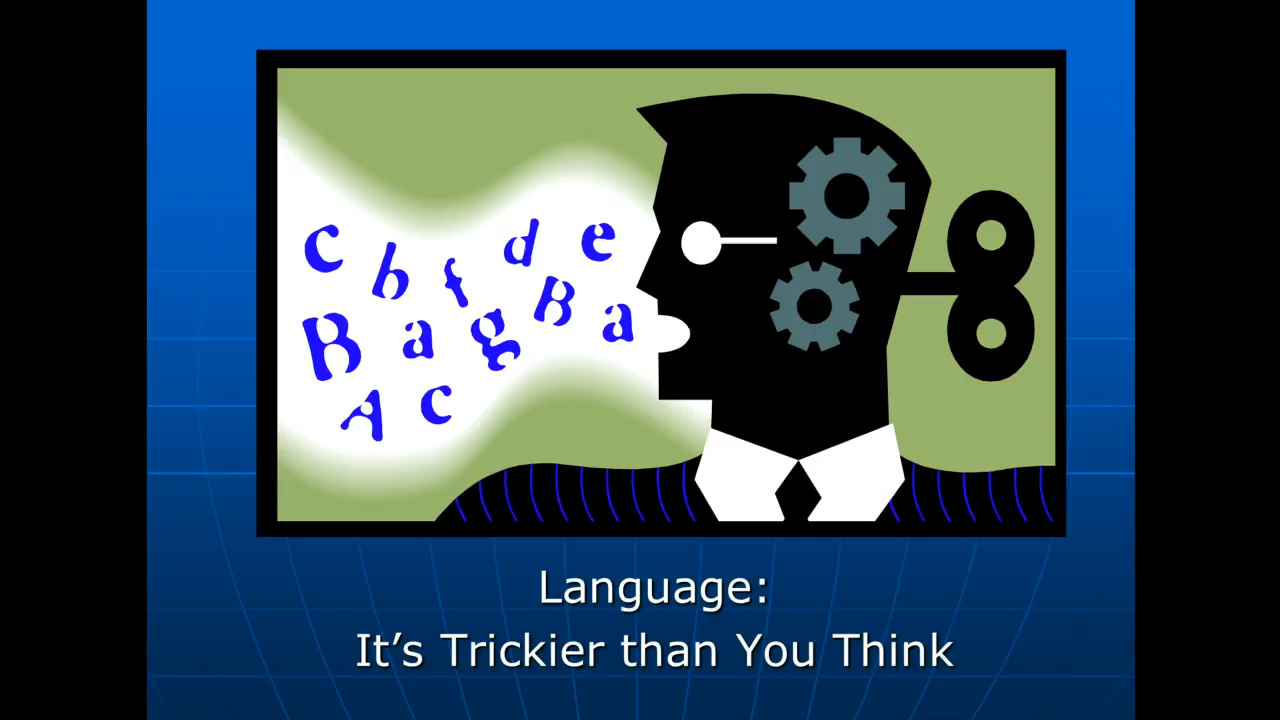 c b f d e
B a g B a
A c
Language:
It's Trickier than You Think